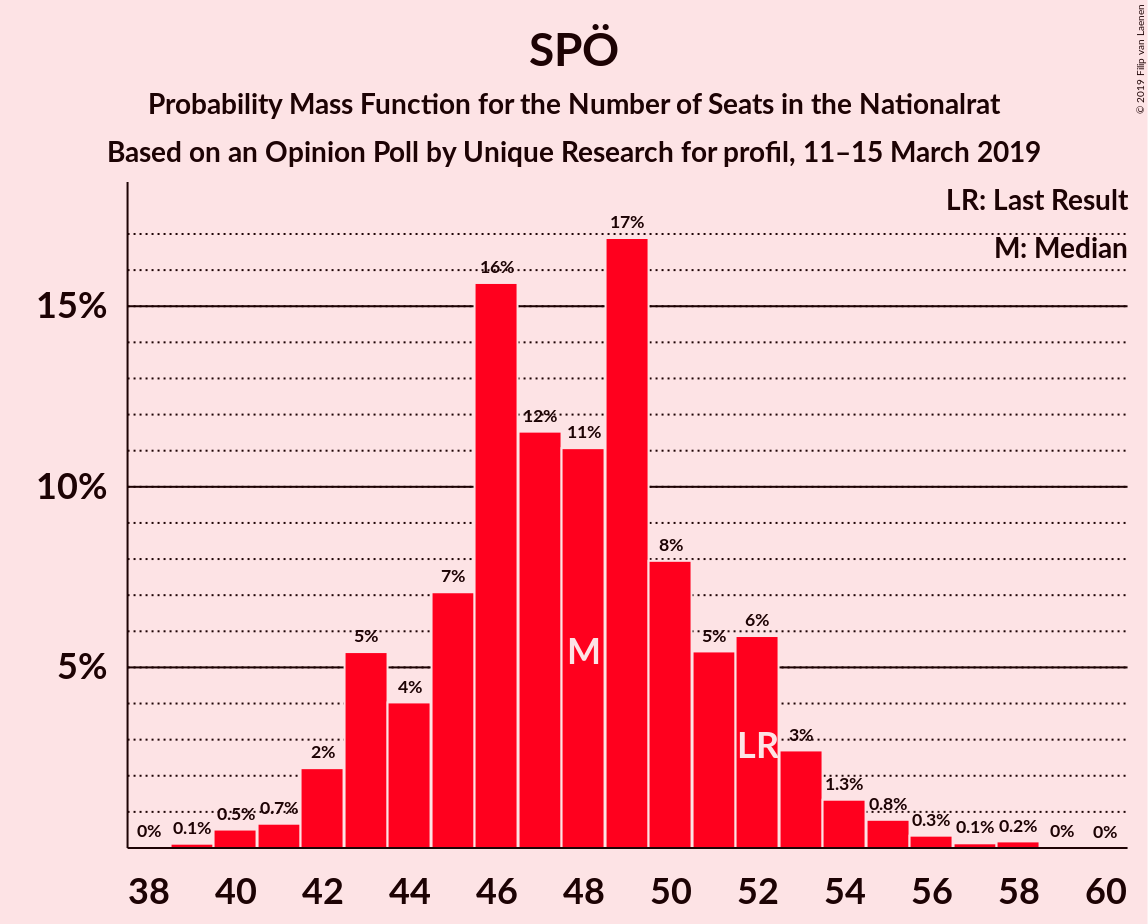 SPÖ
Probability Mass Function for the Number of Seats in the Nationalrat
Based on an Opinion Poll by Unique Research for profil, 11–15 March 2019
© 2019 Filip van Laenen
LR: Last Result
M: Median
15%
10%
5%
0%
0.1%
0.5%
0.7%
2%
5%
4%
7%
16%
12%
11%
17%
8%
5%
6%
3%
1.3%
0.8%
0.3%
0.1%
0.2%
0%
0%
M
LR
38 40 42 44 46 48 50 52 54 56 58 60